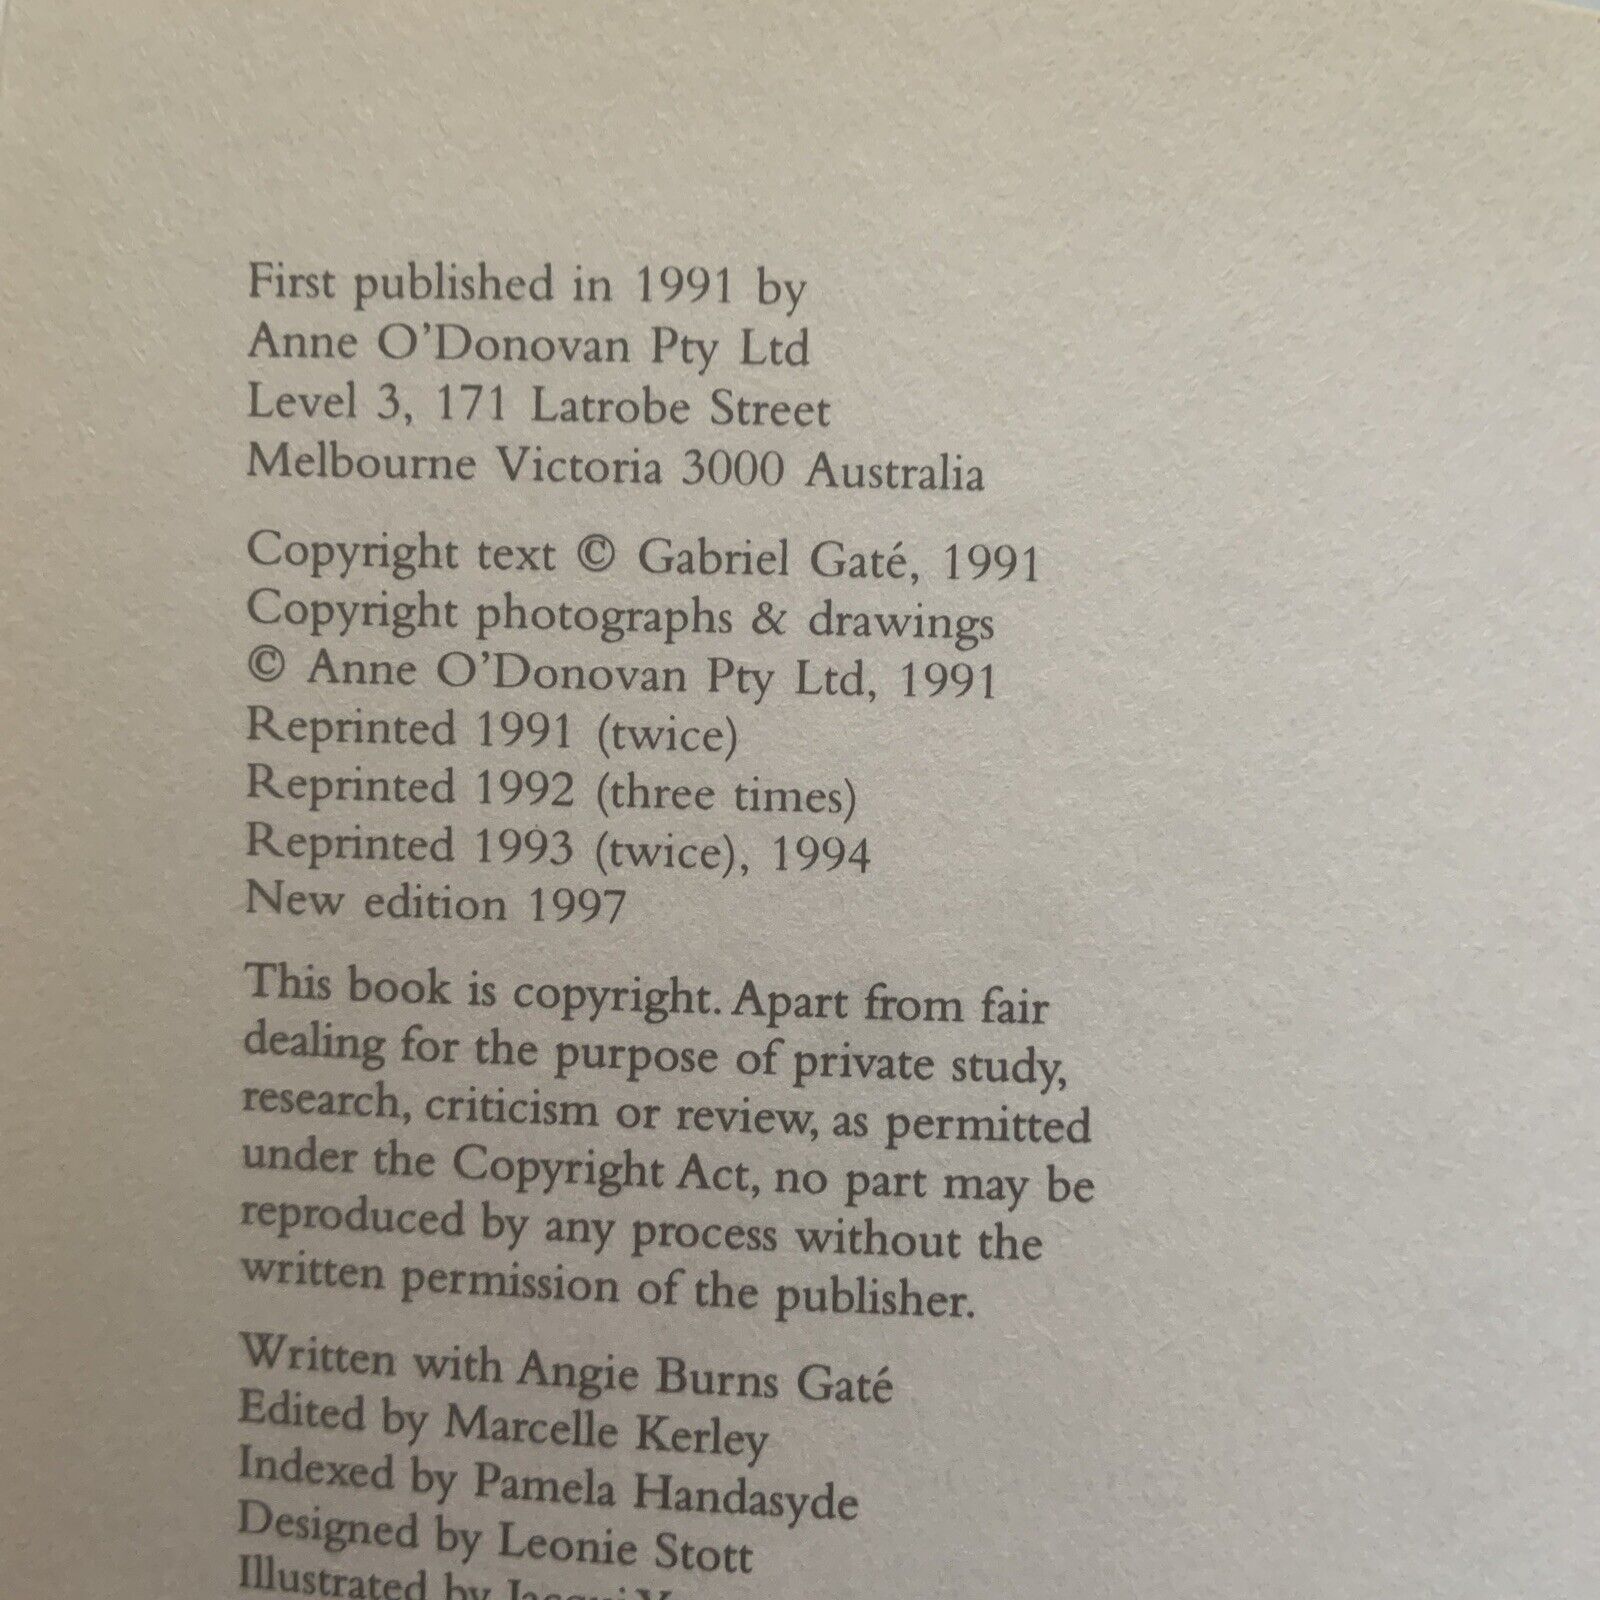 First published in 1991 by
Anne O'Donovan Pty Ltd
Level 3, 171 Latrobe Street
Melbourne Victoria 3000 Australia
Copyright text © Gabriel Gaté, 1991
Copyright photographs & drawings
© Anne O'Donovan Pty Ltd, 1991
Reprinted 1991 (twice)
Reprinted 1992 (three times)
Reprinted 1993 (twice), 1994
New edition 1997
This book is copyright. Apart from fair
dealing for the purpose of private study,
research, criticism or review, as permitted
under the Copyright Act, no part may be
reproduced by any process without the
written permission of the publisher.
Written with Angie Burns Gaté
Edited by Marcelle Kerley
Indexed by Pamela Handasyde
Designed by Leonie Stott
Illustrated by